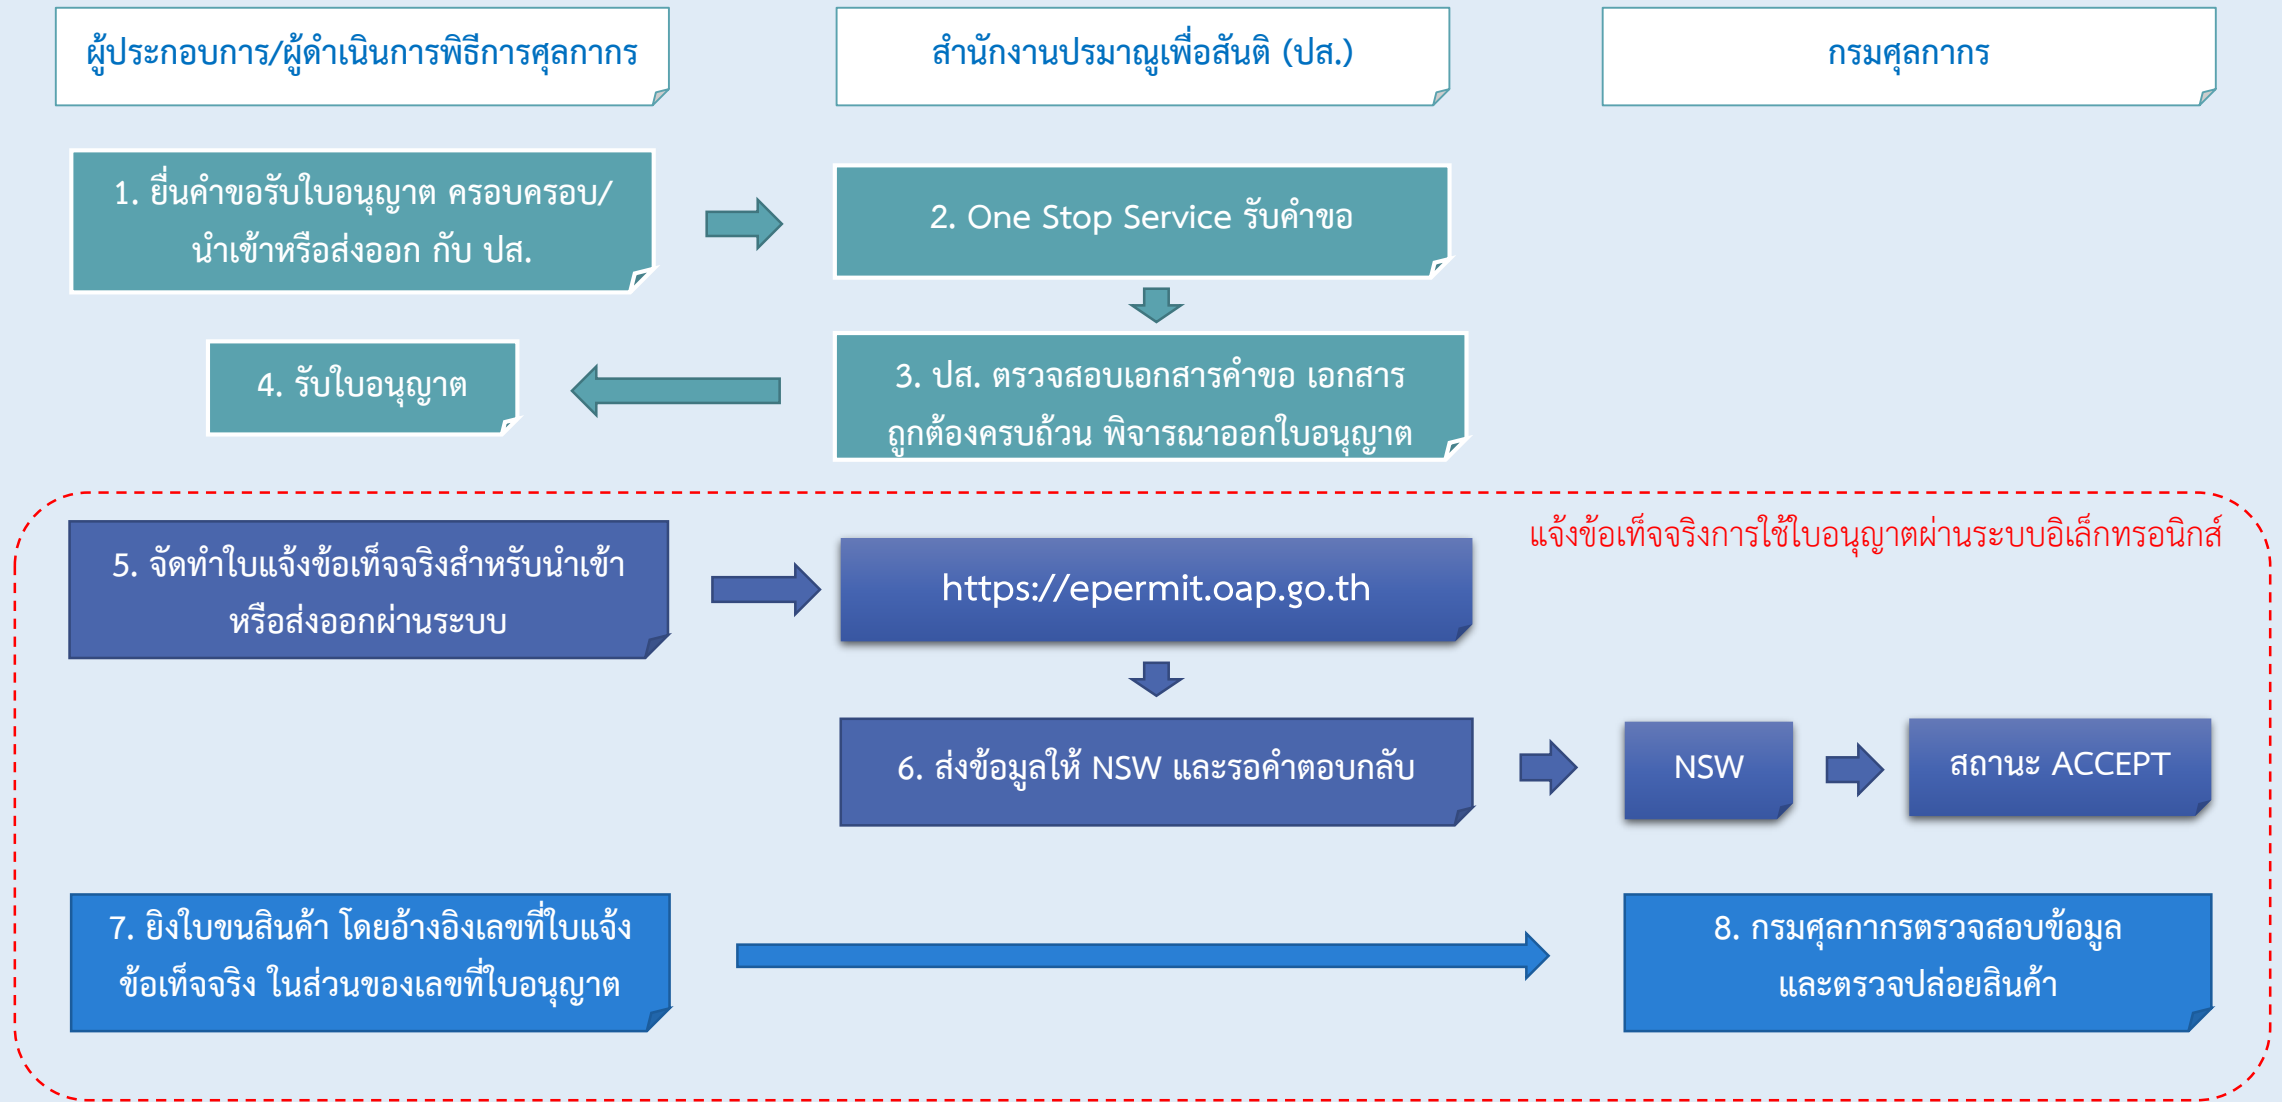 ผู้ประกอบการ/ผู้ดำเนินการพิธีการศุลกากร
สำนักงานปรมาณูเพื่อสันติ (ปส.)
กรมศุลกากร
1. ยื่นคำขอรับใบอนุญาต ครอบครอบ/
นำเข้าหรือส่งออก กับ ปส.
2. One Stop Service รับคำขอ
3. ปส. ตรวจสอบเอกสารคำขอ เอกสาร
ถูกต้องครบถ้วน พิจารณาออกใบอนุญาต
4. รับใบอนุญาต
แจ้งข้อเท็จจริงการใช้ใบอนุญาตผ่านระบบอิเล็กทรอนิกส์
5. จัดทำใบแจ้งข้อเท็จจริงสำหรับนำเข้า
หรือส่งออกผ่านระบบ
https://epermit.oap.go.th
6. ส่งข้อมูลให้ NSW และรอคำตอบกลับ
NSW
สถานะ ACCEPT
7. ยิงใบขนสินค้า โดยอ้างอิงเลขที่ใบแจ้ง
ข้อเท็จจริง ในส่วนของเลขที่ใบอนุญาต
8. กรมศุลกากรตรวจสอบข้อมูล
และตรวจปล่อยสินค้า